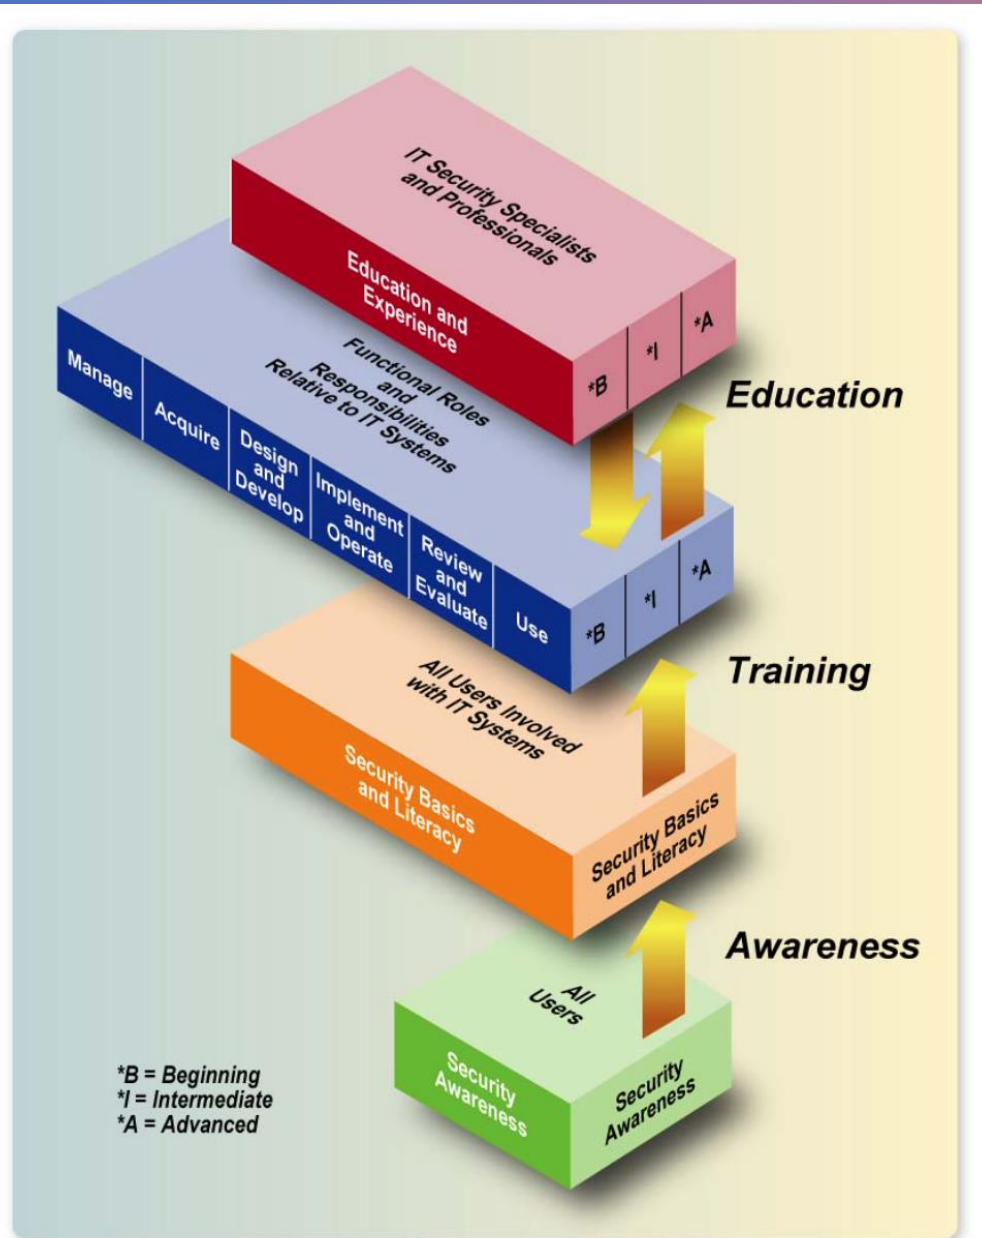 IT Security Specialists
and Professionals
Education and
Experience
*B
*I
*A
Education
Functional Roles
and
Responsibilities
Relative to IT Systems
Manage
Acquire
Design
and
Develop
Implement
and
Operate
Review
and
Evaluate
Use
*B
*I
*A
Training
All Users Involved
with IT Systems
Security Basics
and Literacy
Security Basics
and Literacy
Awareness
All
Users
Security
Awareness
Security
Awareness
*B = Beginning
*I = Intermediate
*A = Advanced